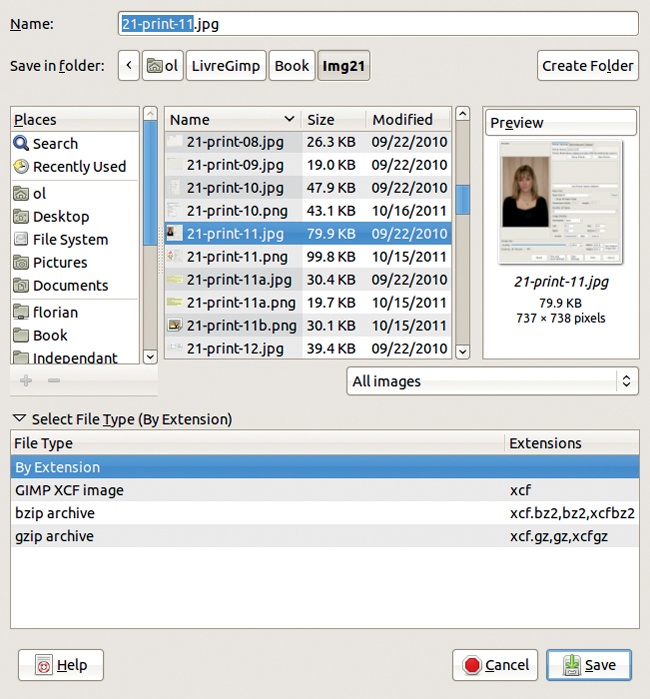 Name: 21-print-11.jpg
Save in folder: < ol LivreGimp Book Img21 Create Folder
Places
Search
Recently Used
ol
Desktop
File System
Pictures
Documents
florian
Book
Independant
Name Size Modified
21-print-08.jpg 26.3 KB 09/22/2010
21-print-09.jpg 19.0 KB 09/22/2010
21-print-10.jpg 47.9 KB 09/22/2010
21-print-10.png 43.1 KB 10/16/2011
21-print-11.jpg 79.9 KB 09/22/2010
21-print-11.png 99.8 KB 10/15/2011
21-print-11a.jpg 30.4 KB 09/22/2010
21-print-11a.png 19.7 KB 10/15/2011
21-print-11b.png 30.1 KB 10/15/2011
21-print-12.jpg 39.4 KB 09/22/2010
Preview
21-print-11.jpg
79.9 KB
737 × 738 pixels
All images
Select File Type (By Extension)
File Type Extensions
By Extension
GIMP XCF image xcf
bzip archive xcf.bz2,bz2,xcfbz2
gzip archive xcf.gz,gz,xcfgz
Help Cancel Save